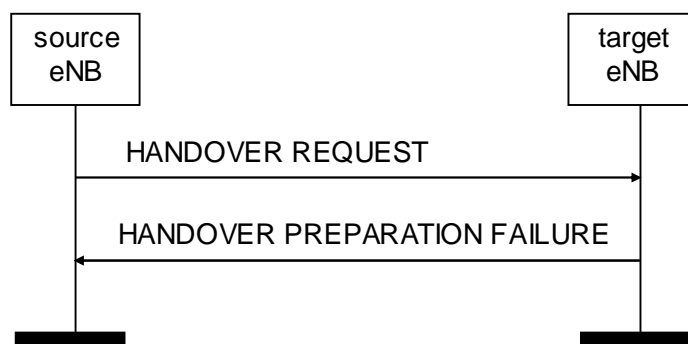 source
eNB
target
eNB
HANDOVER REQUEST
HANDOVER PREPARATION FAILURE